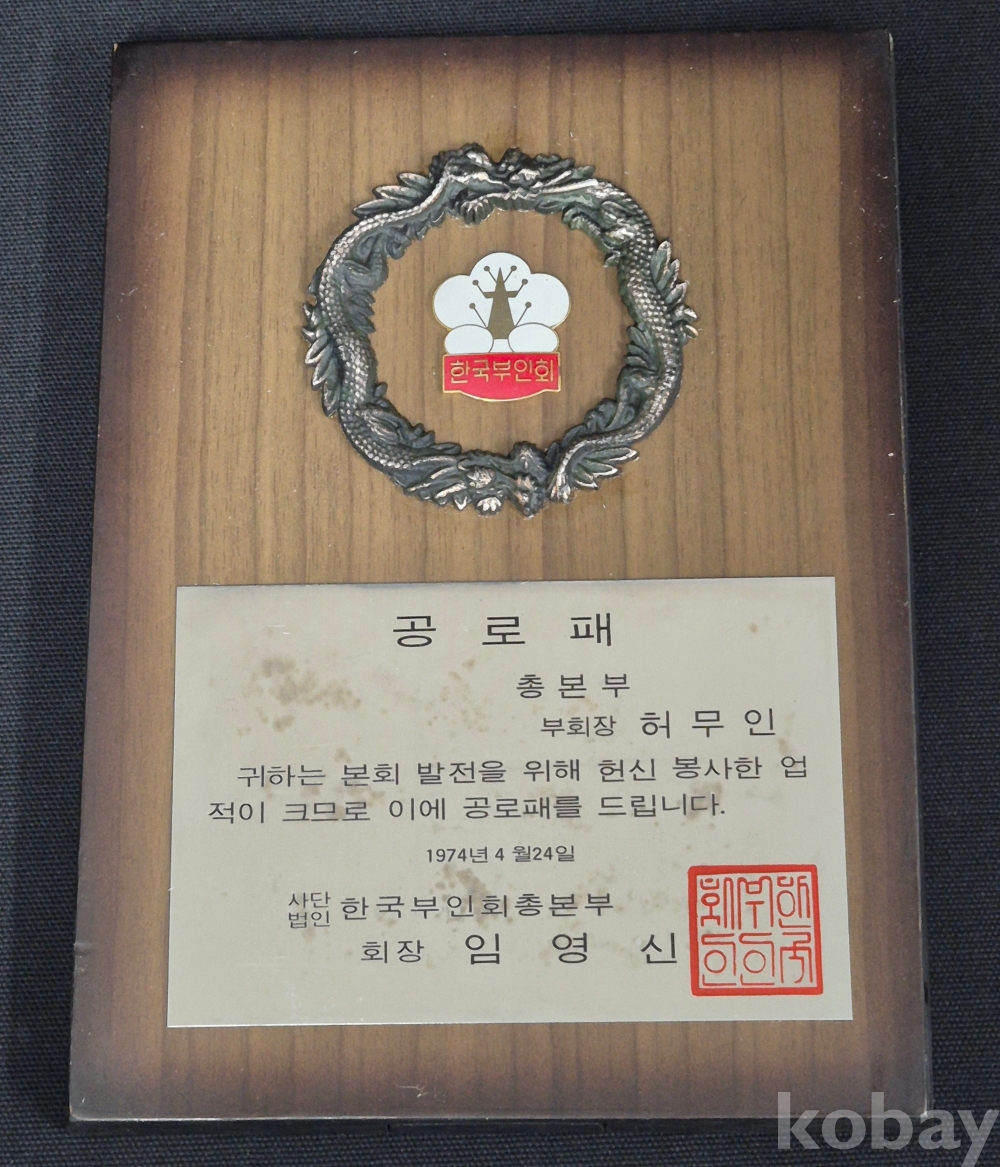 한국부인회
공로패
총본부
부회장 허무인
귀하는 본회 발전을 위해 헌신 봉사한 업
적이 크므로 이에 공로패를 드립니다.
1974년 4월24일
사단
법인 한국부인회총본부
회장 임영신
kobay